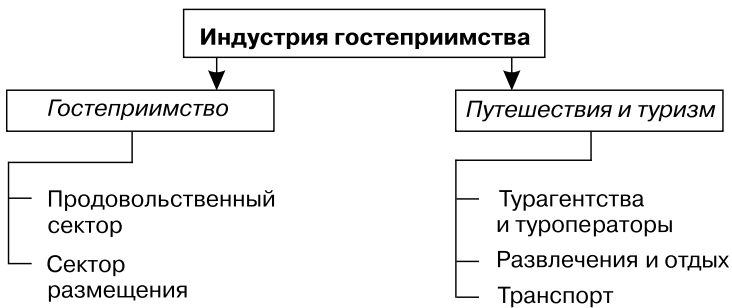 Индустрия гостеприимства
Гостеприимство
Путешествия и туризм
Продовольственный
сектор
Сектор
размещения
Турагентства
и туроператоры
Развлечения и отдых
Транспорт